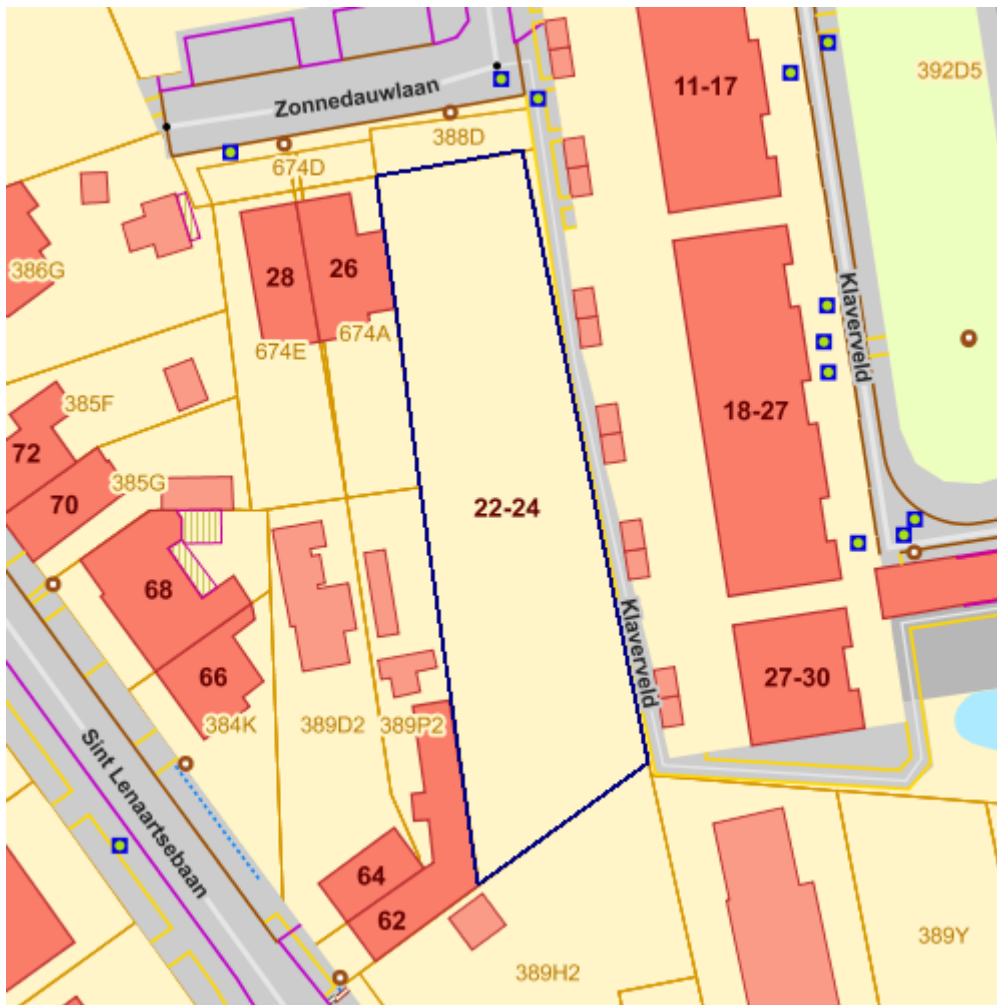 392D5
11-17
Zonnedauwlaan
388D
674D
386G
28
26
674E
674A
Klaverveld
385F
18-27
72
70
385G
22-24
68
66
Klaverveld
384K
389D2
389P2
27-30
Sint Lenaartsebaan
64
62
389H2
389Y